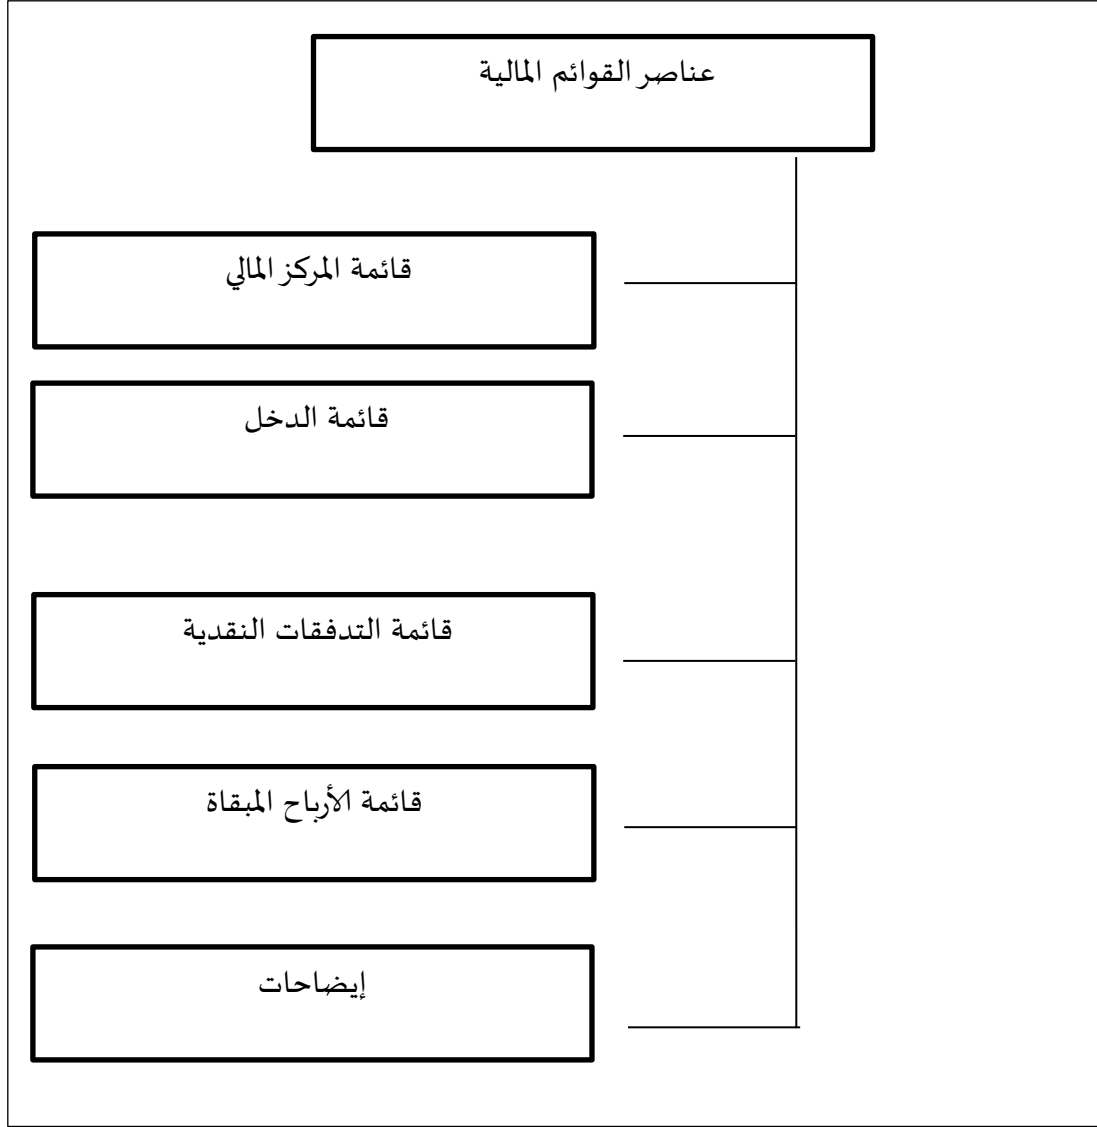 عناصر القوائم المالية
قائمة المركز المالي
قائمة الدخل
قائمة التدفقات النقدية
قائمة الأرباح المبقاة
إيضاحات